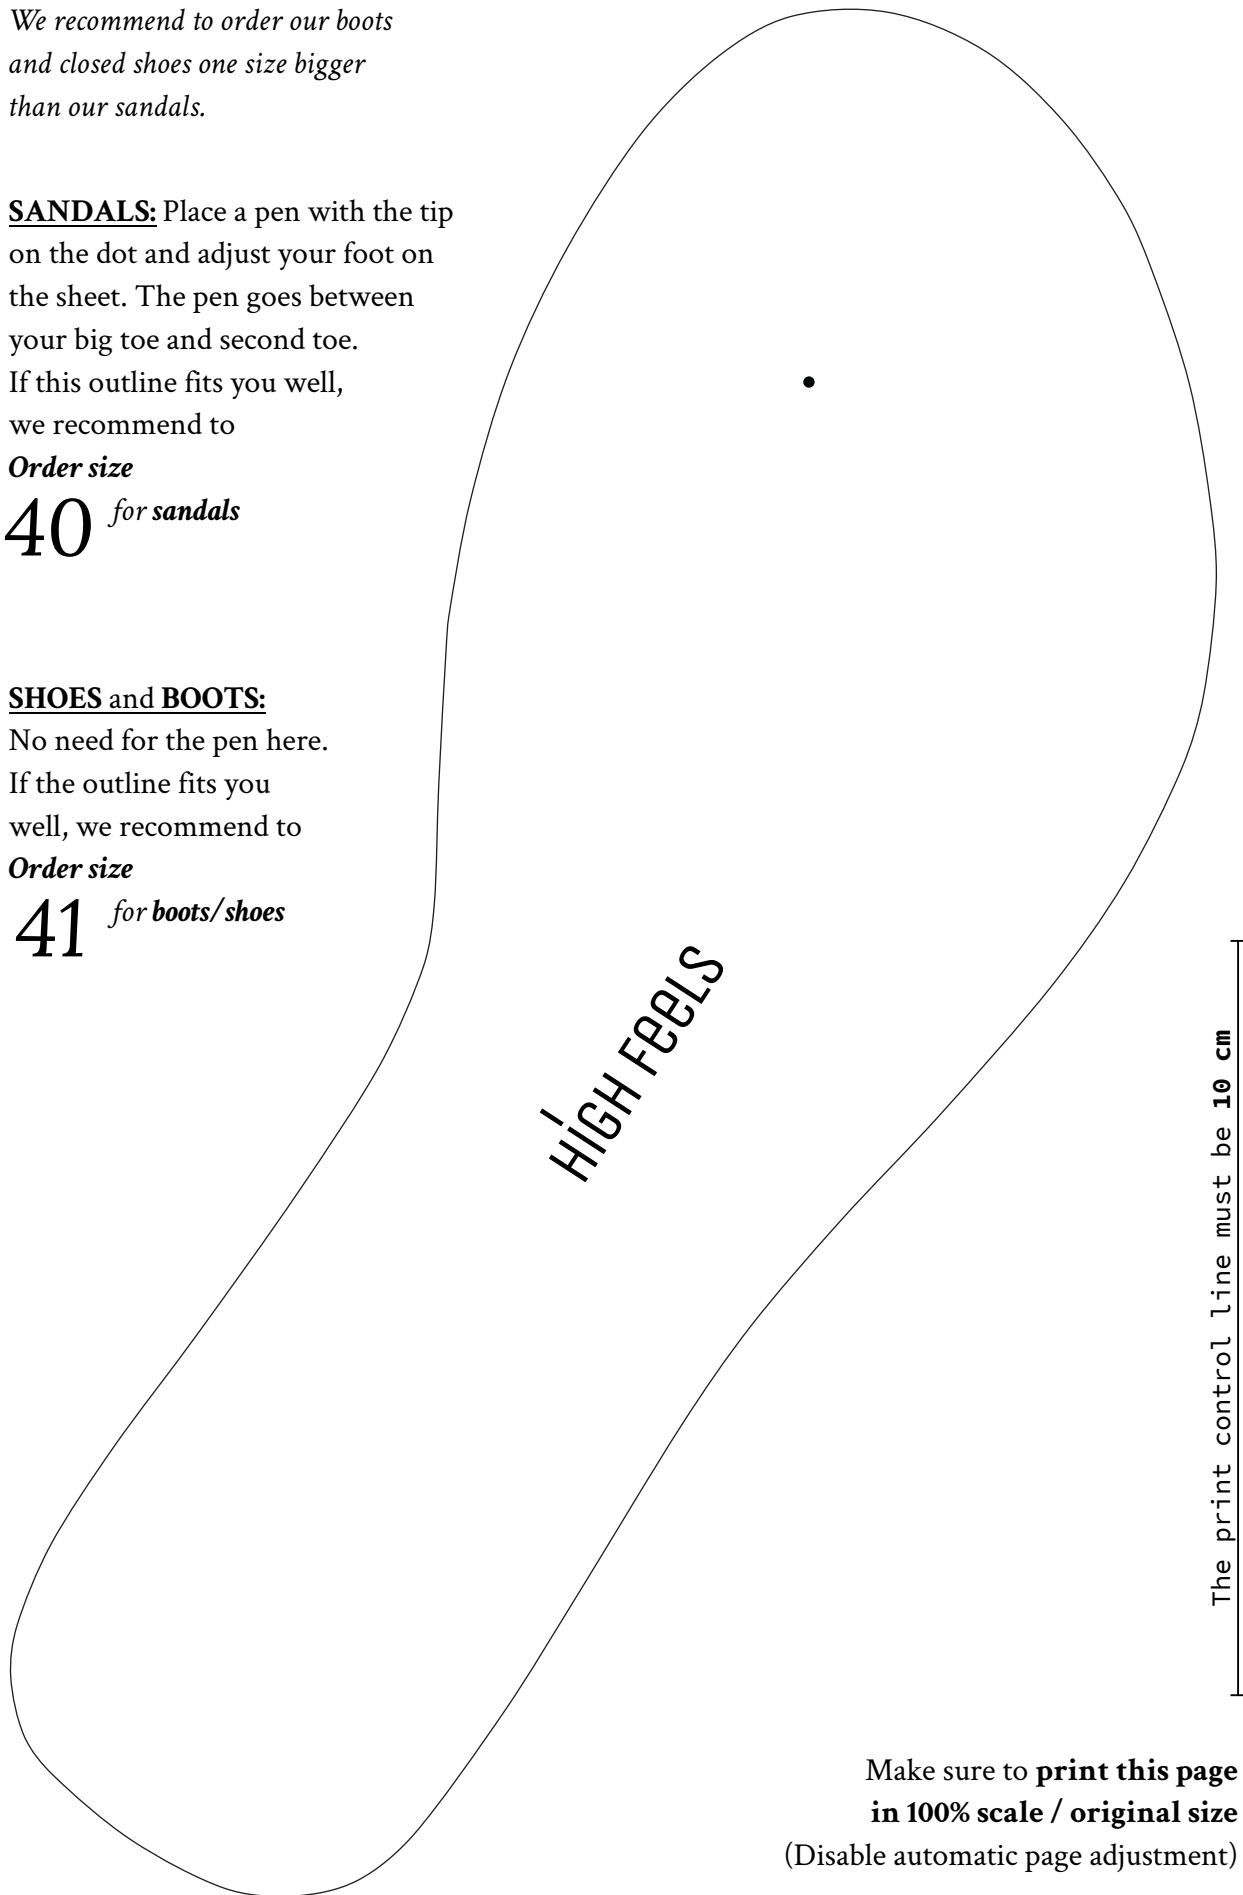 We recommend to order our boots
and closed shoes one size bigger
than our sandals.
SANDALS: Place a pen with the tip
on the dot and adjust your foot on
the sheet. The pen goes between
your big toe and second toe.
If this outline fits you well,
we recommend to
Order size
40 for sandals
SHOES and BOOTS:
No need for the pen here.
If the outline fits you
well, we recommend to
Order size
41 for boots/shoes
HIGH FeeLS
The print control line must be 10 cm
Make sure to print this page
in 100% scale / original size
(Disable automatic page adjustment)